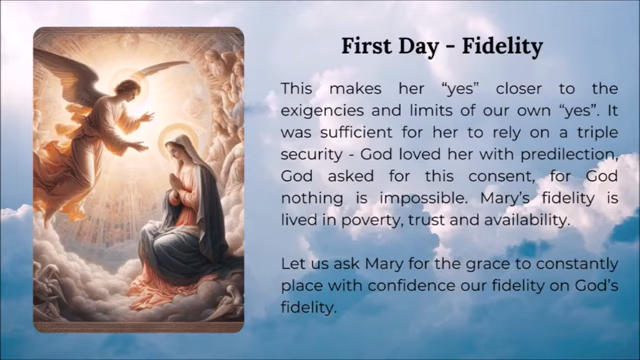 First Day - Fidelity
This makes her “yes” closer to the
exigencies and limits of our own “yes”. It
was sufficient for her to rely on a triple
security - God loved her with predilection,
God asked for this consent, for God
nothing is impossible. Mary’s fidelity is
lived in poverty, trust and availability.
Let us ask Mary for the grace to constantly
place with confidence our fidelity on God’s
fidelity.